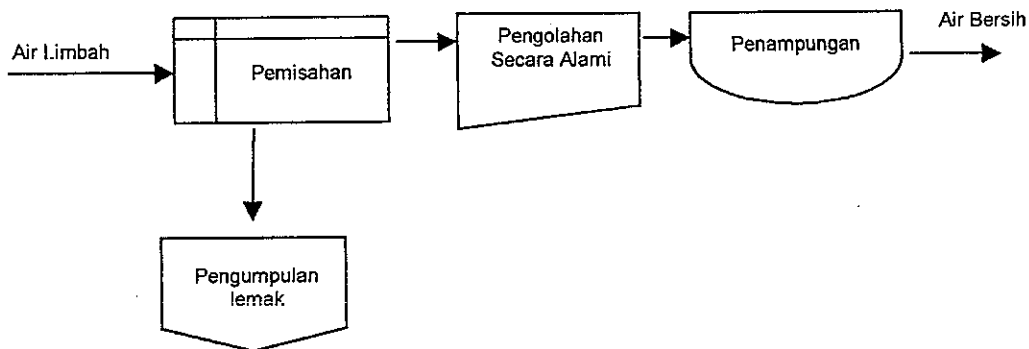 Air Limbah
Pemisahan
Pengolahan
Secara Alami
Penampungan
Air Bersih
Pengumpulan
lemak